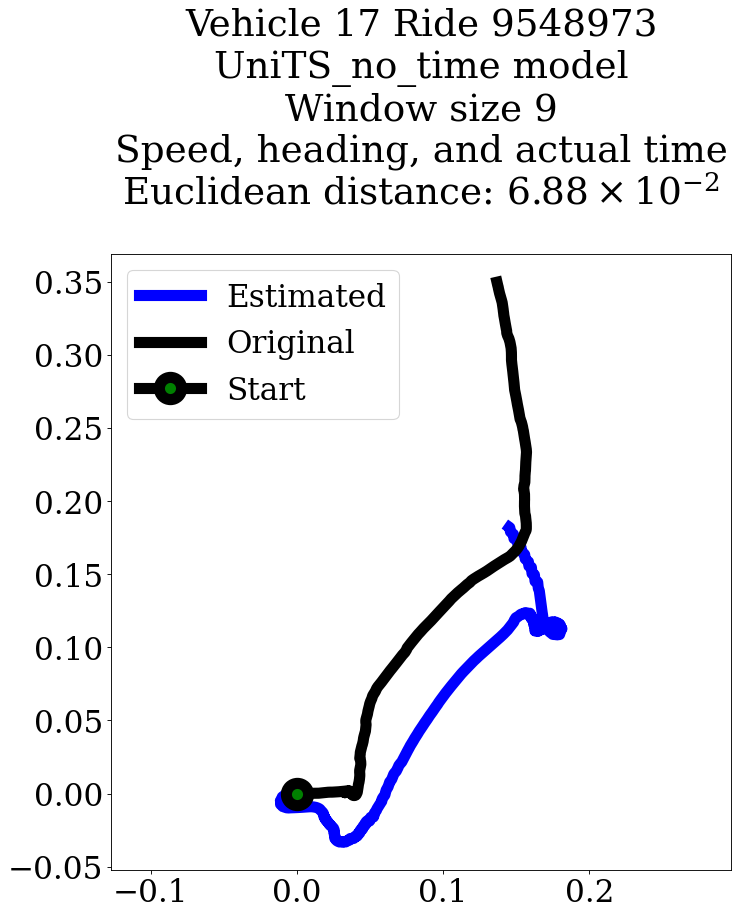 Vehicle 17 Ride 9548973
UniTS_no_time model
Window size 9
Speed, heading, and actual time
Euclidean distance: 6.88 × 10⁻²
Estimated
Original
Start
0.35
0.30
0.25
0.20
0.15
0.10
0.05
0.00
−0.05
−0.1
0.0
0.1
0.2